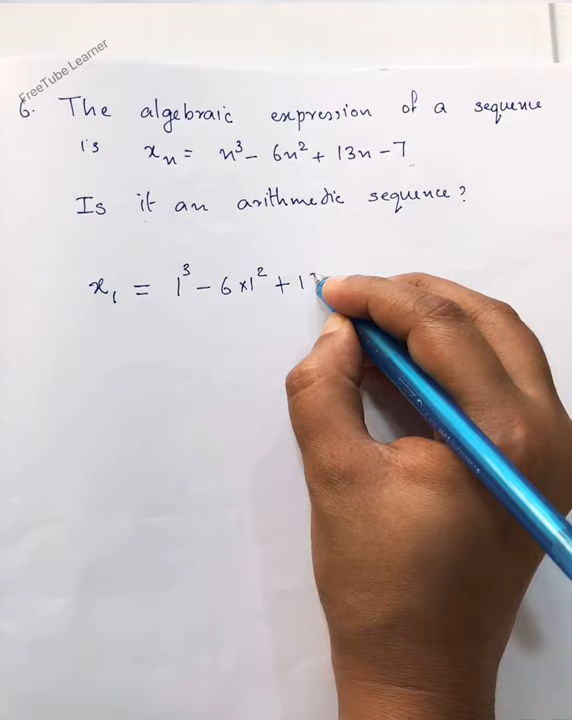 FreeTube Learner
6. The algebraic expression of a sequence
is xₙ = n³ - 6n² + 13n - 7
Is it an arithmetic sequence?
x₁ = 1³ - 6×1² + 1